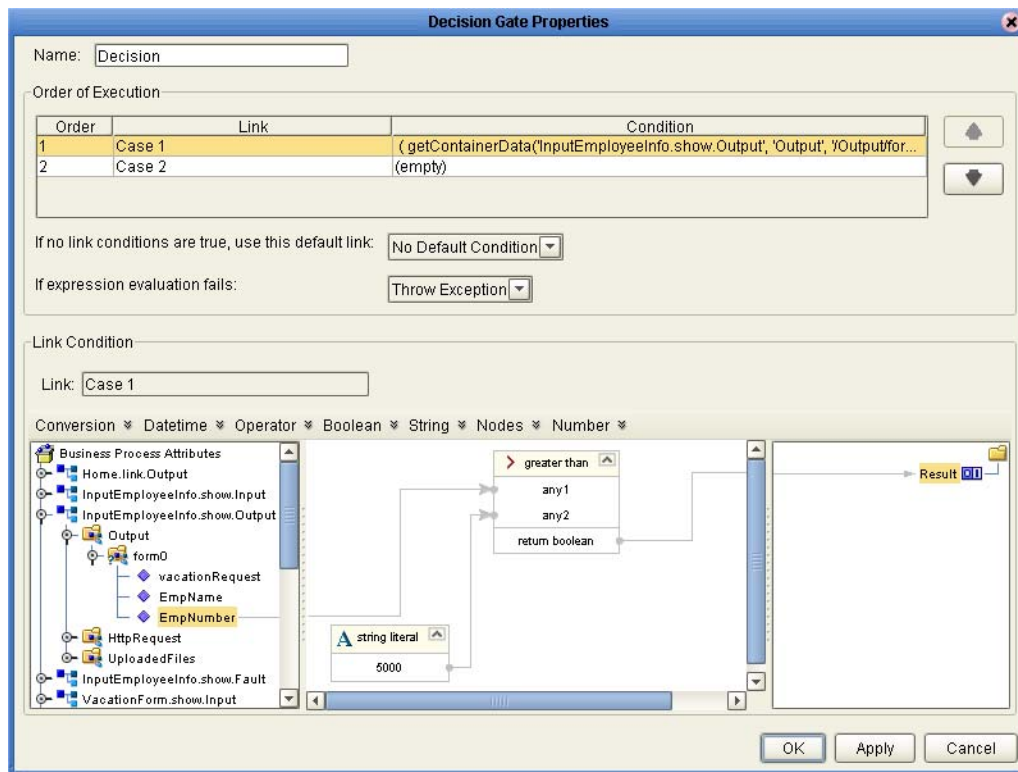 Decision Gate Properties
Name: Decision
Order of Execution
Order Link Condition
1 Case 1 ( getContainerData('InputEmployeeInfo.show.Output', 'Output', '/Output/for...
2 Case 2 (empty)
If no link conditions are true, use this default link: No Default Condition
If expression evaluation fails: Throw Exception
Link Condition
Link: Case 1
Conversion Datetime Operator Boolean String Nodes Number
Business Process Attributes
Home.link.Output
InputEmployeeInfo.show.Input
InputEmployeeInfo.show.Output
Output
form0
vacationRequest
EmpName
EmpNumber
HttpRequest
UploadedFiles
InputEmployeeInfo.show.Fault
VacationForm.show.Input
greater than
any1
any2
return boolean
A string literal
5000
Result
OK Apply Cancel